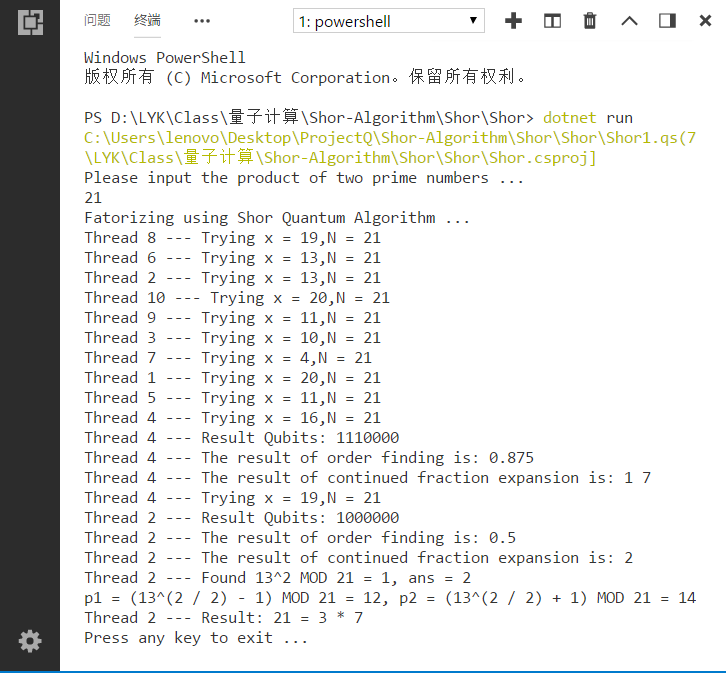 问题 终端 ••• 1: powershell
Windows PowerShell
版权所有 (C) Microsoft Corporation。保留所有权利。
PS D:\LYK\Class\量子计算\Shor-Algorithm\Shor\Shor> dotnet run
C:\Users\lenovo\Desktop\ProjectQ\Shor-Algorithm\Shor\Shor\Shor1.qs(7
\LYK\Class\量子计算\Shor-Algorithm\Shor\Shor\Shor.csproj]
Please input the product of two prime numbers ...
21
Fatorizing using Shor Quantum Algorithm ...
Thread 8 --- Trying x = 19,N = 21
Thread 6 --- Trying x = 13,N = 21
Thread 2 --- Trying x = 13,N = 21
Thread 10 --- Trying x = 20,N = 21
Thread 9 --- Trying x = 11,N = 21
Thread 3 --- Trying x = 10,N = 21
Thread 7 --- Trying x = 4,N = 21
Thread 1 --- Trying x = 20,N = 21
Thread 5 --- Trying x = 11,N = 21
Thread 4 --- Trying x = 16,N = 21
Thread 4 --- Result Qubits: 1110000
Thread 4 --- The result of order finding is: 0.875
Thread 4 --- The result of continued fraction expansion is: 1 7
Thread 4 --- Trying x = 19,N = 21
Thread 2 --- Result Qubits: 1000000
Thread 2 --- The result of order finding is: 0.5
Thread 2 --- The result of continued fraction expansion is: 2
Thread 2 --- Found 13^2 MOD 21 = 1, ans = 2
p1 = (13^(2 / 2) - 1) MOD 21 = 12, p2 = (13^(2 / 2) + 1) MOD 21 = 14
Thread 2 --- Result: 21 = 3 * 7
Press any key to exit ...